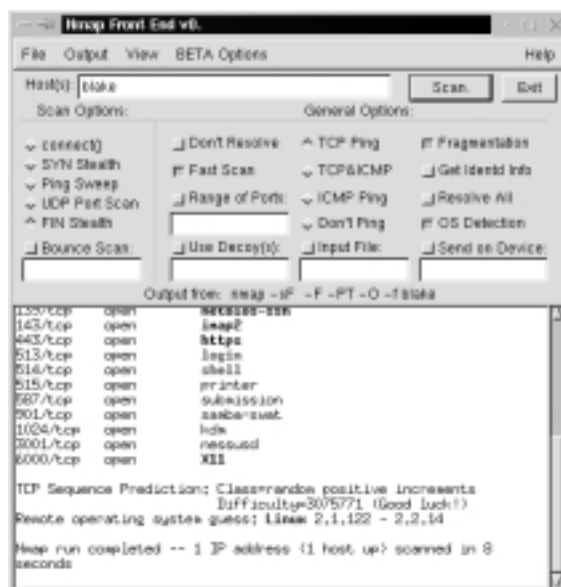 Nmap Front End v0.
File Output View BETA Options Help
Host(s): blake Scan. Exit
Scan Options: General Options:
connect() Don't Resolve TCP Ping Fragmentation
SYN Stealth Fast Scan TCP&ICMP Get Identd Info
Ping Sweep Range of Ports: ICMP Ping Resolve All
UDP Port Scan Don't Ping OS Detection
FIN Stealth
Bounce Scan: Use Decoy(s): Input File: Send on Device:
Output from: nmap -sF -F -PT -O -f blake
139/tcp open netbios-ssn
143/tcp open imap2
443/tcp open https
513/tcp open login
514/tcp open shell
515/tcp open printer
587/tcp open submission
901/tcp open samba-swat
1024/tcp open kdm
3001/tcp open nessusd
6000/tcp open X11
TCP Sequence Prediction: Class=random positive increments
Difficulty=3075771 (Good luck!)
Remote operating system guess: Linux 2.1.122 - 2.2.14
Nmap run completed -- 1 IP address (1 host up) scanned in 8
seconds